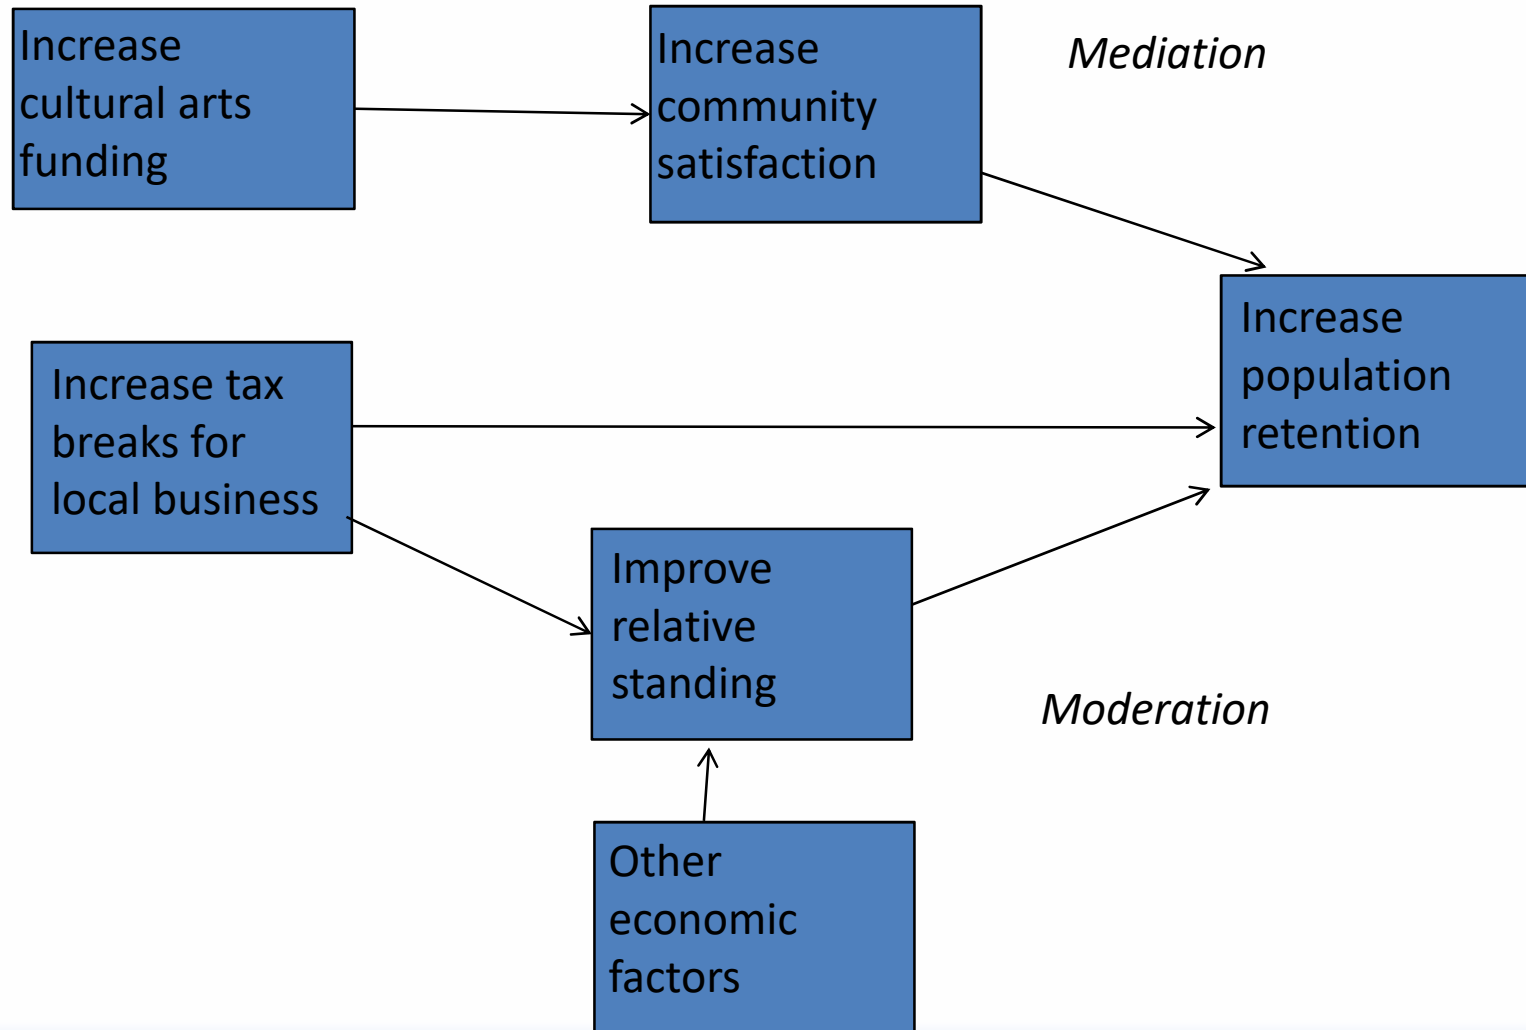 Increase
cultural arts
funding
Increase
community
satisfaction
Mediation
Increase
population
retention
Increase tax
breaks for
local business
Improve
relative
standing
Moderation
Other
economic
factors